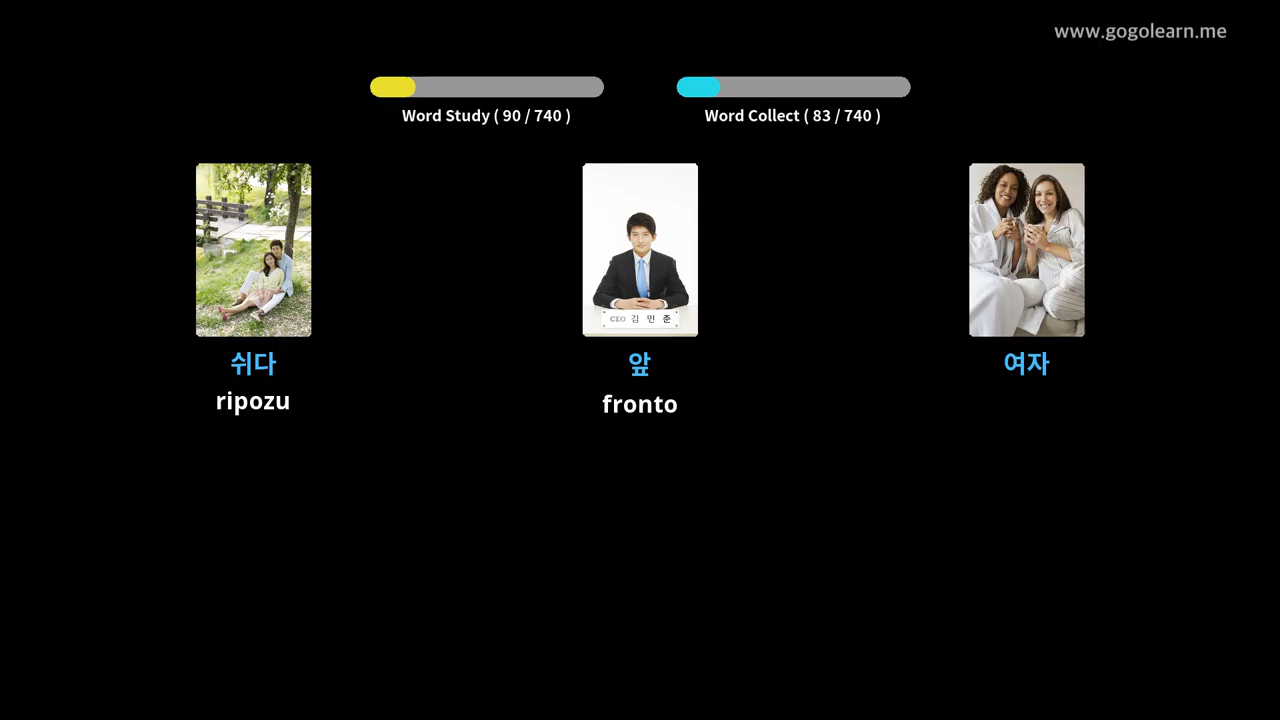 www.gogolearn.me
Word Study ( 90 / 740 )
Word Collect ( 83 / 740 )
CEO 김 민 준
쉬다
앞
여자
ripozu
fronto